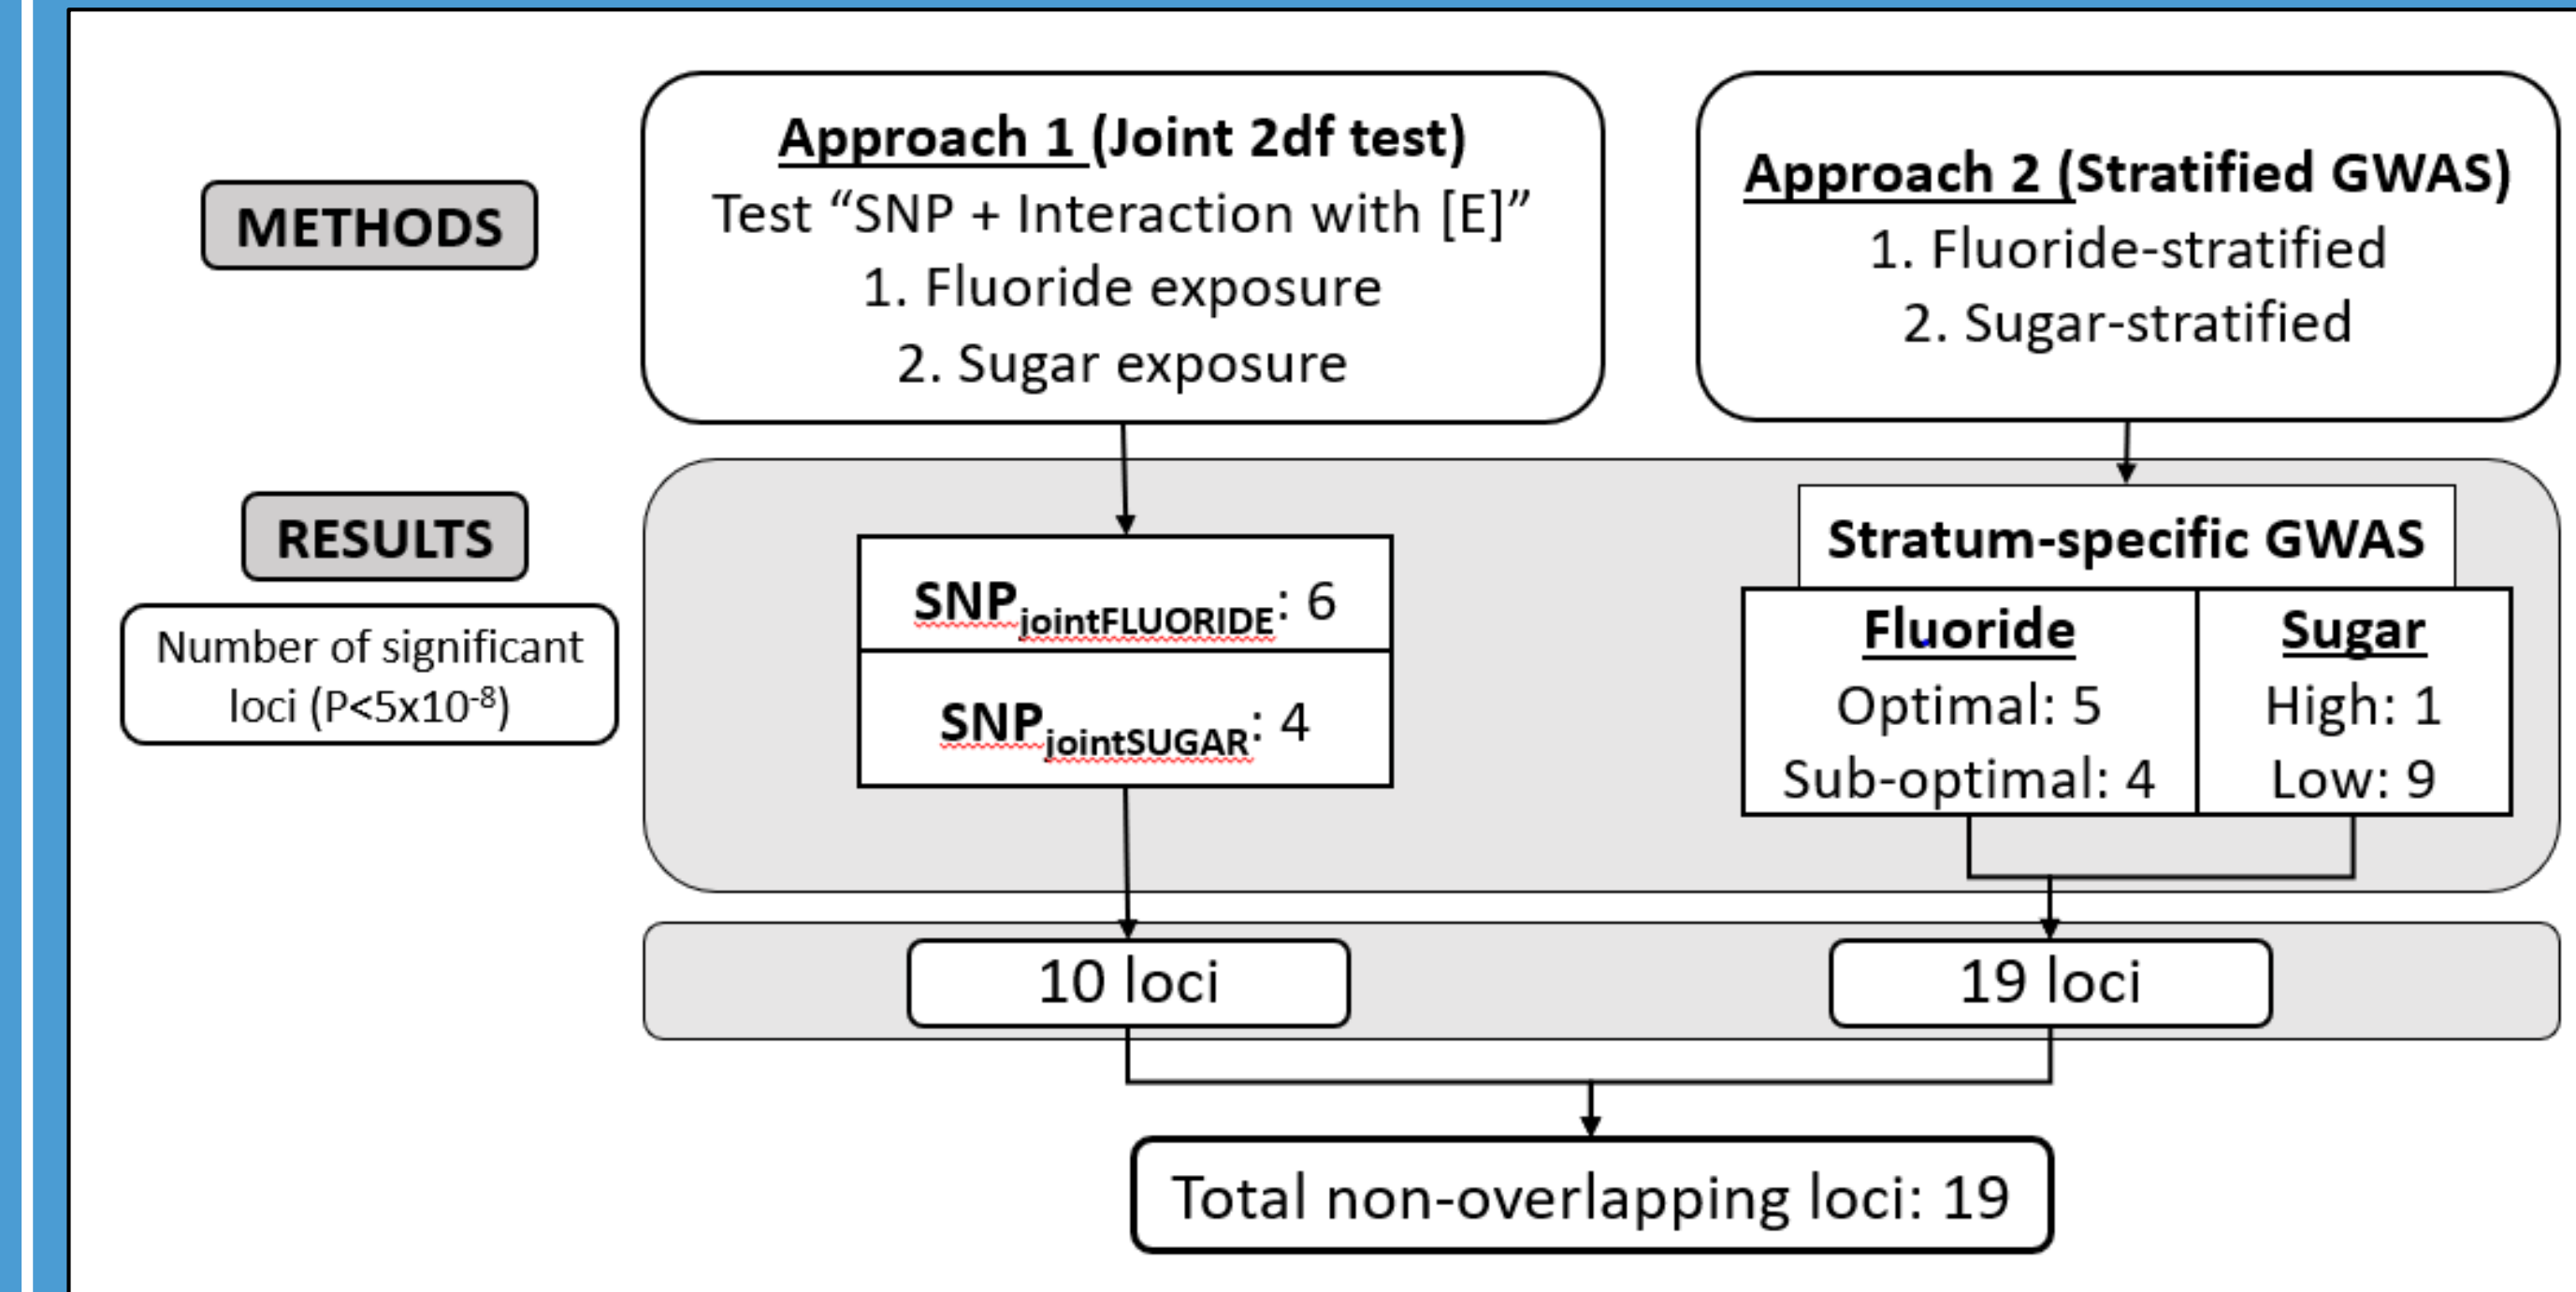 METHODS
Approach 1 (Joint 2df test)
Test “SNP + Interaction with [E]”
1. Fluoride exposure
2. Sugar exposure
Approach 2 (Stratified GWAS)
1. Fluoride-stratified
2. Sugar-stratified
RESULTS
Number of significant
loci (P<5x10⁻⁸)
SNPjointFLUORIDE: 6
SNPjointSUGAR: 4
Stratum-specific GWAS
Fluoride
Optimal: 5
Sub-optimal: 4
Sugar
High: 1
Low: 9
10 loci
19 loci
Total non-overlapping loci: 19